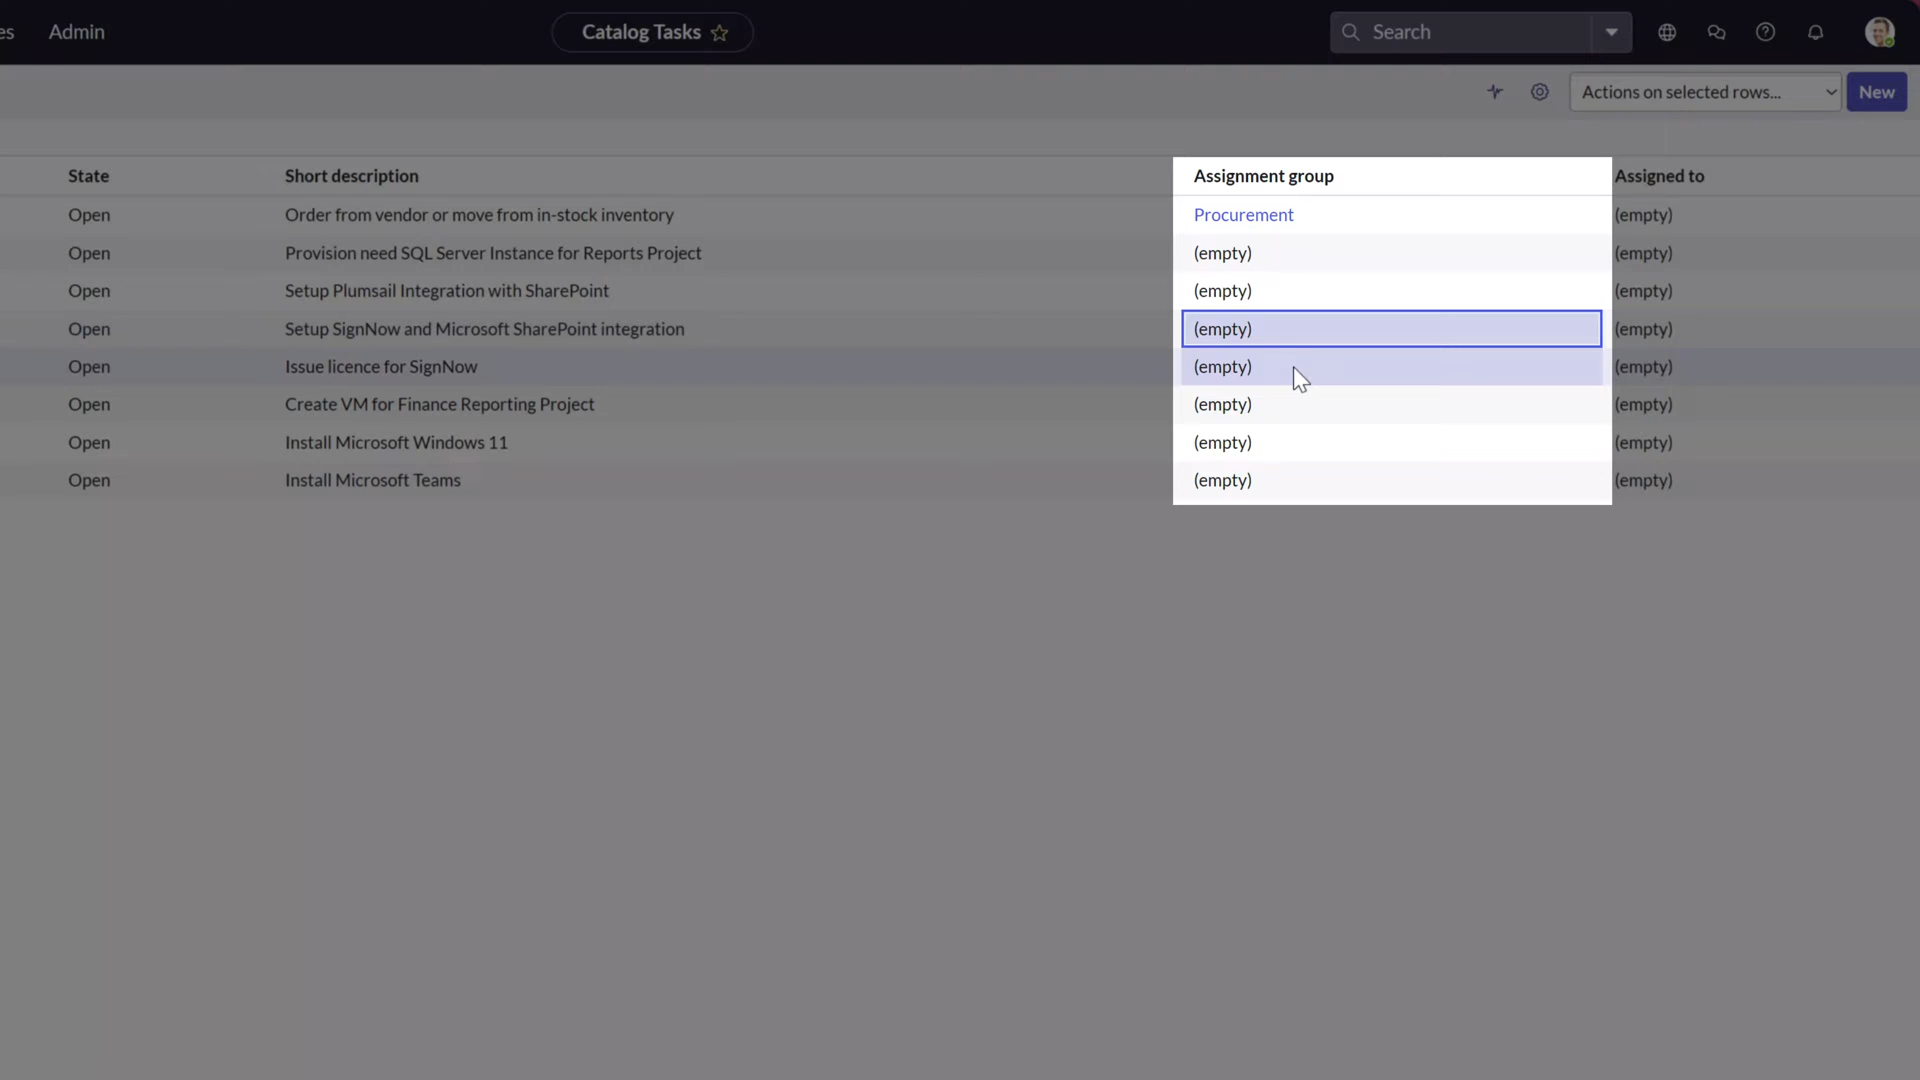 es Admin Catalog Tasks Search
Actions on selected rows... New
State Short description Assignment group Assigned to
Open Order from vendor or move from in-stock inventory Procurement (empty)
Open Provision need SQL Server Instance for Reports Project (empty) (empty)
Open Setup Plumsail Integration with SharePoint (empty) (empty)
Open Setup SignNow and Microsoft SharePoint integration (empty) (empty)
Open Issue licence for SignNow (empty) (empty)
Open Create VM for Finance Reporting Project (empty) (empty)
Open Install Microsoft Windows 11 (empty) (empty)
Open Install Microsoft Teams (empty) (empty)